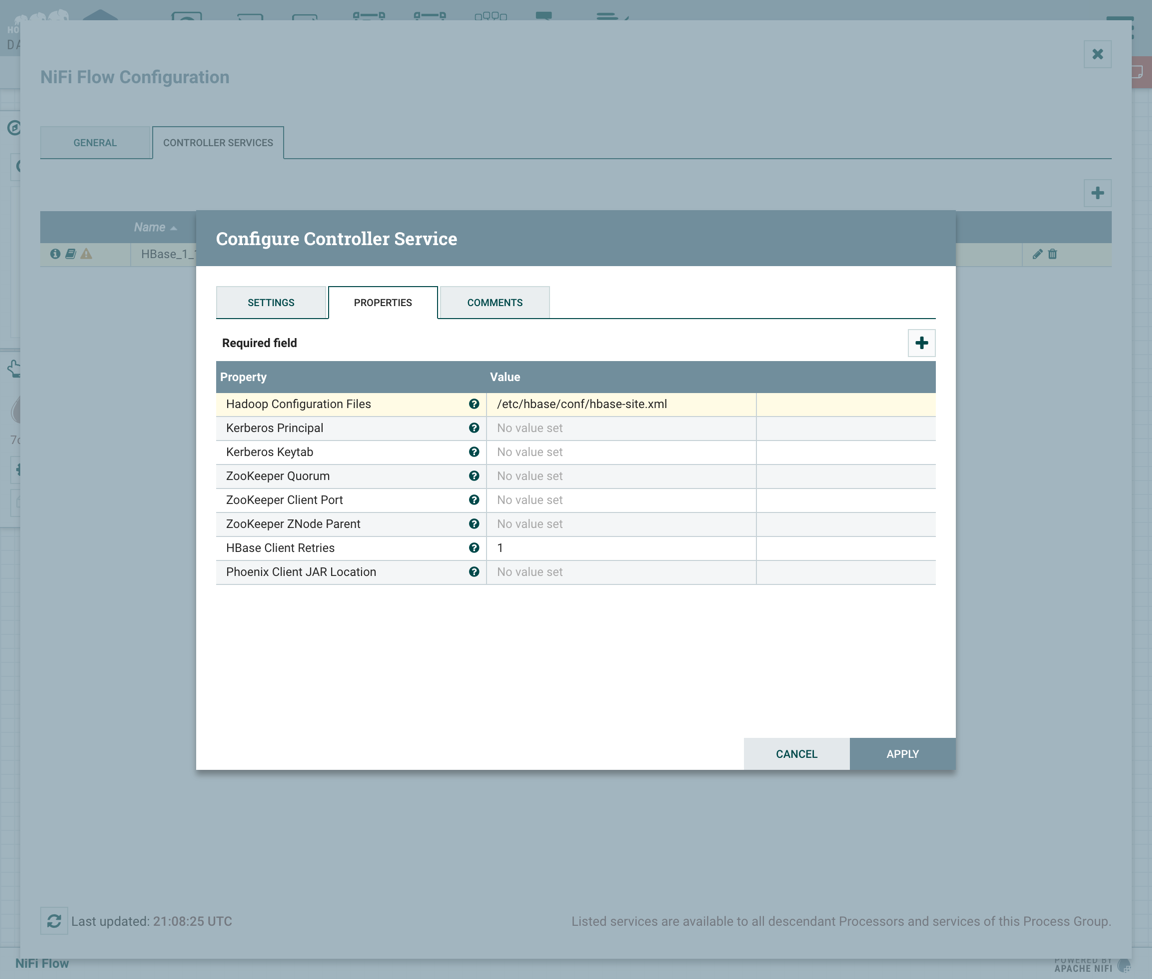 HO
DA
NiFi Flow Configuration
GENERAL
CONTROLLER SERVICES
Name
HBase_1_
Configure Controller Service
SETTINGS
PROPERTIES
COMMENTS
Required field
Property Value
Hadoop Configuration Files /etc/hbase/conf/hbase-site.xml
Kerberos Principal No value set
Kerberos Keytab No value set
ZooKeeper Quorum No value set
ZooKeeper Client Port No value set
ZooKeeper ZNode Parent No value set
HBase Client Retries 1
Phoenix Client JAR Location No value set
CANCEL
APPLY
Last updated: 21:08:25 UTC
Listed services are available to all descendant Processors and services of this Process Group.
NiFi Flow
POWERED BY
APACHE NIFI